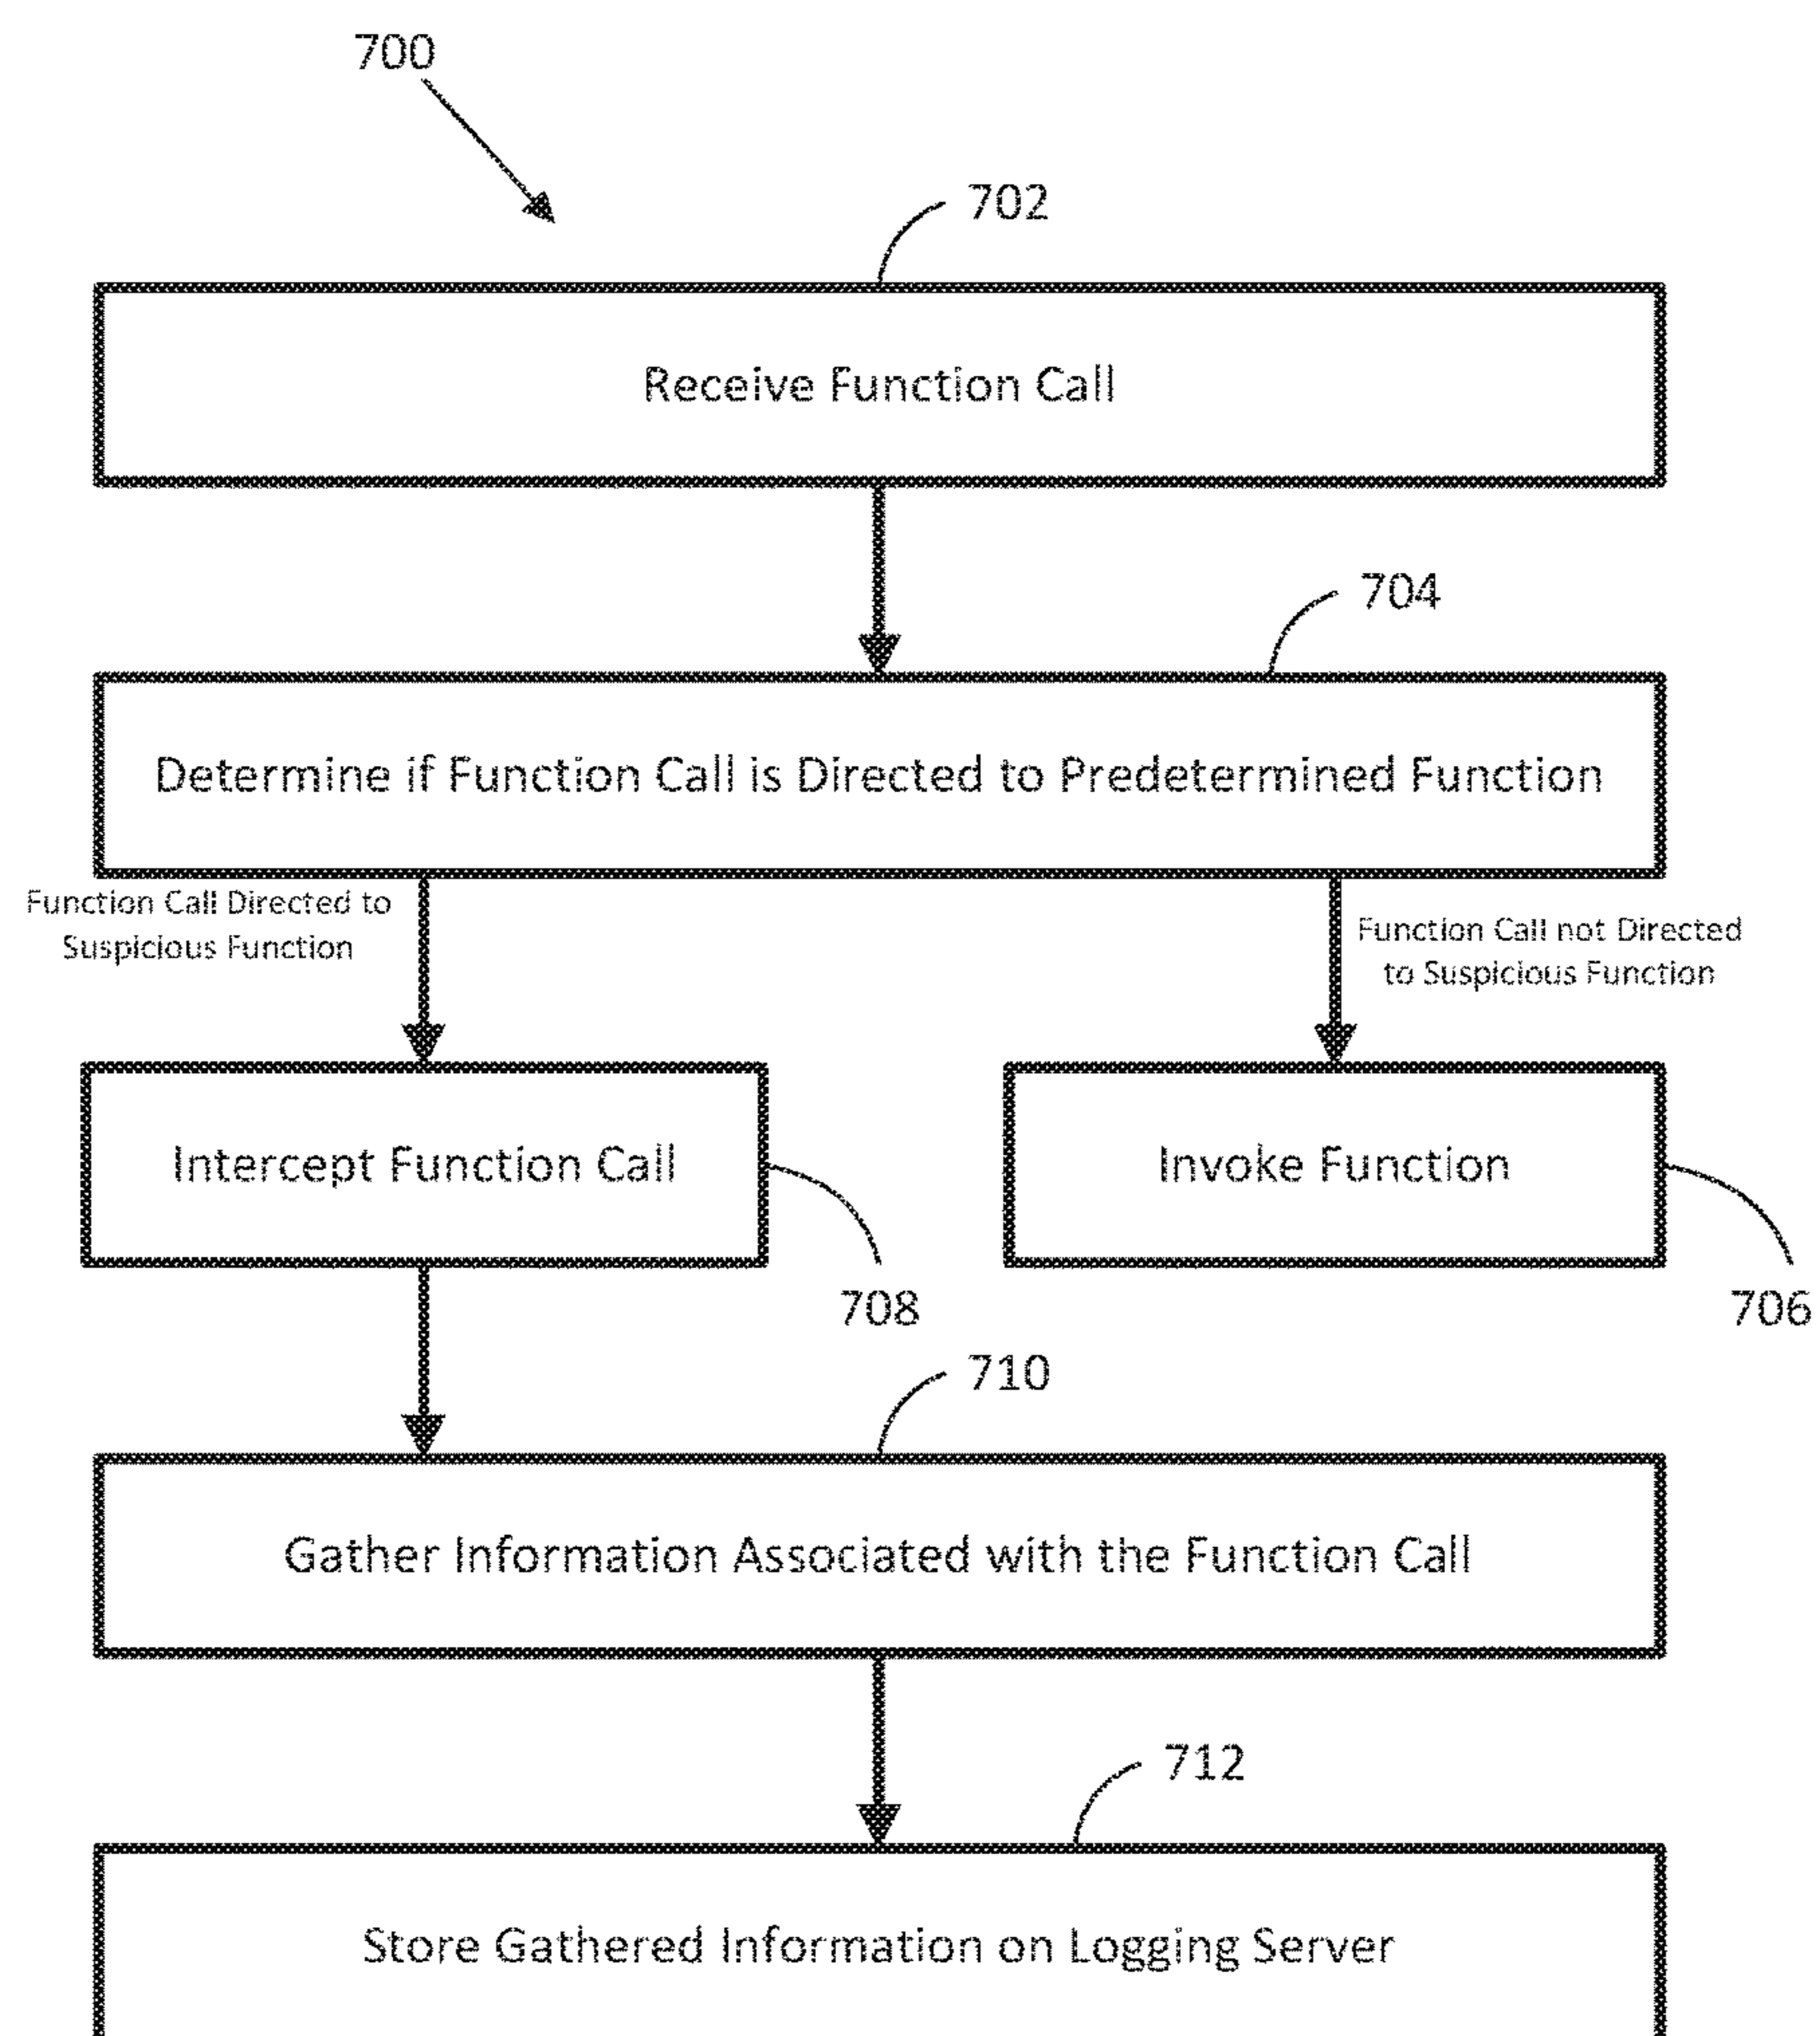 700
702
Receive Function Call
704
Determine if Function Call is Directed to Predetermined Function
Function Call Directed to
Suspicious Function
Function Call not Directed
to Suspicious Function
Intercept Function Call
Invoke Function
708
706
710
Gather Information Associated with the Function Call
712
Store Gathered Information on Logging Server